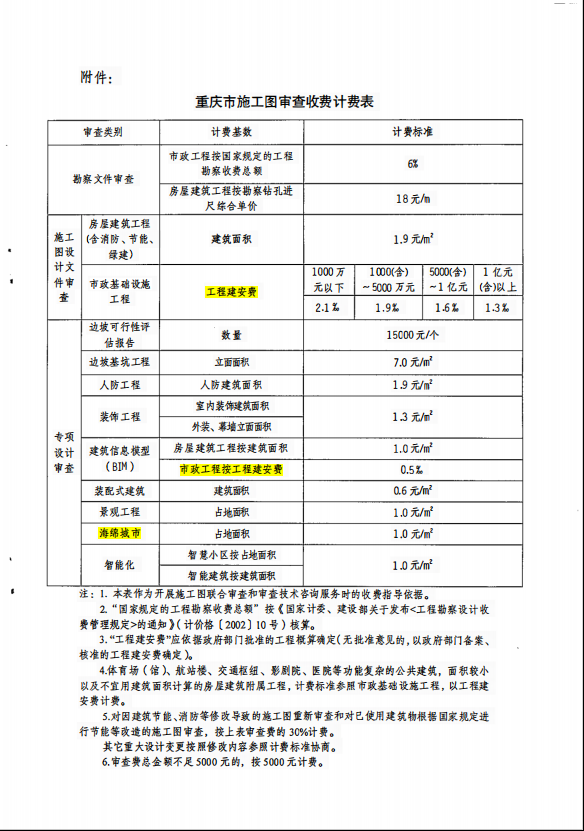 附件：
重庆市施工图审查收费计费表
审查类别 计费基数 计费标准
勘察文件审查
市政工程按国家规定的工程
勘察收费总额
6%
房屋建筑工程按勘察钻孔进
尺综合单价
18元/m
施工
图设
计文
件审
查
房屋建筑工程
(含消防、节能、
绿建)
建筑面积
1.9元/㎡
市政基础设施
工程
工程建安费
1000万
元以下
1000(含)
~5000万元
5000(含)
~1亿元
1亿元
(含)以上
2.1‰ 1.9‰ 1.6‰ 1.3‰
专项
设计
审查
边坡可行性评
估报告
数量
15000元/个
边坡基坑工程 立面面积 7.0元/㎡
人防工程 人防建筑面积 1.9元/㎡
装饰工程
室内装饰建筑面积
外装、幕墙立面面积
1.3元/㎡
建筑信息模型
(BIM)
房屋建筑工程按建筑面积 1.0元/㎡
市政工程按工程建安费 0.5‰
装配式建筑 建筑面积 0.6元/㎡
景观工程 占地面积 1.0元/㎡
海绵城市 占地面积 1.0元/㎡
智能化
智慧小区按占地面积
智能建筑按建筑面积
1.0元/㎡
注：1. 本表作为开展施工图联合审查和审查技术咨询服务时的收费指导依据。
2.“国家规定的工程勘察收费总额”按《国家计委、建设部关于发布<工程勘察设计收
费管理规定>的通知》(计价格〔2002〕10号)核算。
3.“工程建安费”应依据政府部门批准的工程概算确定(无批准意见的,以政府部门备案、
核准的工程建安费确定)。
4.体育场（馆)、航站楼、交通枢纽、影剧院、医院等功能复杂的公共建筑，面积较小
以及不宜用建筑面积计算的房屋建筑附属工程，计费标准参照市政基础设施工程，以工程建
安费计费。
5.对因建筑节能、消防等修改导致的施工图重新审查和对已使用建筑物根据国家规定进
行节能等改造的施工图审查，按上表审查费的30%计费。
其它重大设计变更按照修改内容参照计费标准协商。
6.审查费总金额不足5000元的，按5000元计费。